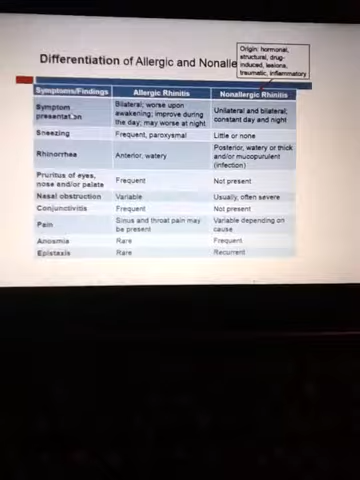 Differentiation of Allergic and Nonalle
Origin: hormonal,
structural, drug-
induced, lesions,
traumatic, inflammatory
Symptoms/Findings Allergic Rhinitis Nonallergic Rhinitis
Symptom
presentation
Bilateral; worse upon
awakening; improve during
the day; may worse at night
Unilateral and bilateral;
constant day and night
Sneezing Frequent, paroxysmal Little or none
Rhinorrhea Anterior, watery
Posterior, watery or thick
and/or mucopurulent
(infection)
Pruritus of eyes,
nose and/or palate
Frequent Not present
Nasal obstruction Variable Usually, often severe
Conjunctivitis Frequent Not present
Pain
Sinus and throat pain may
be present
Variable depending on
cause
Anosmia Rare Frequent
Epistaxis Rare Recurrent